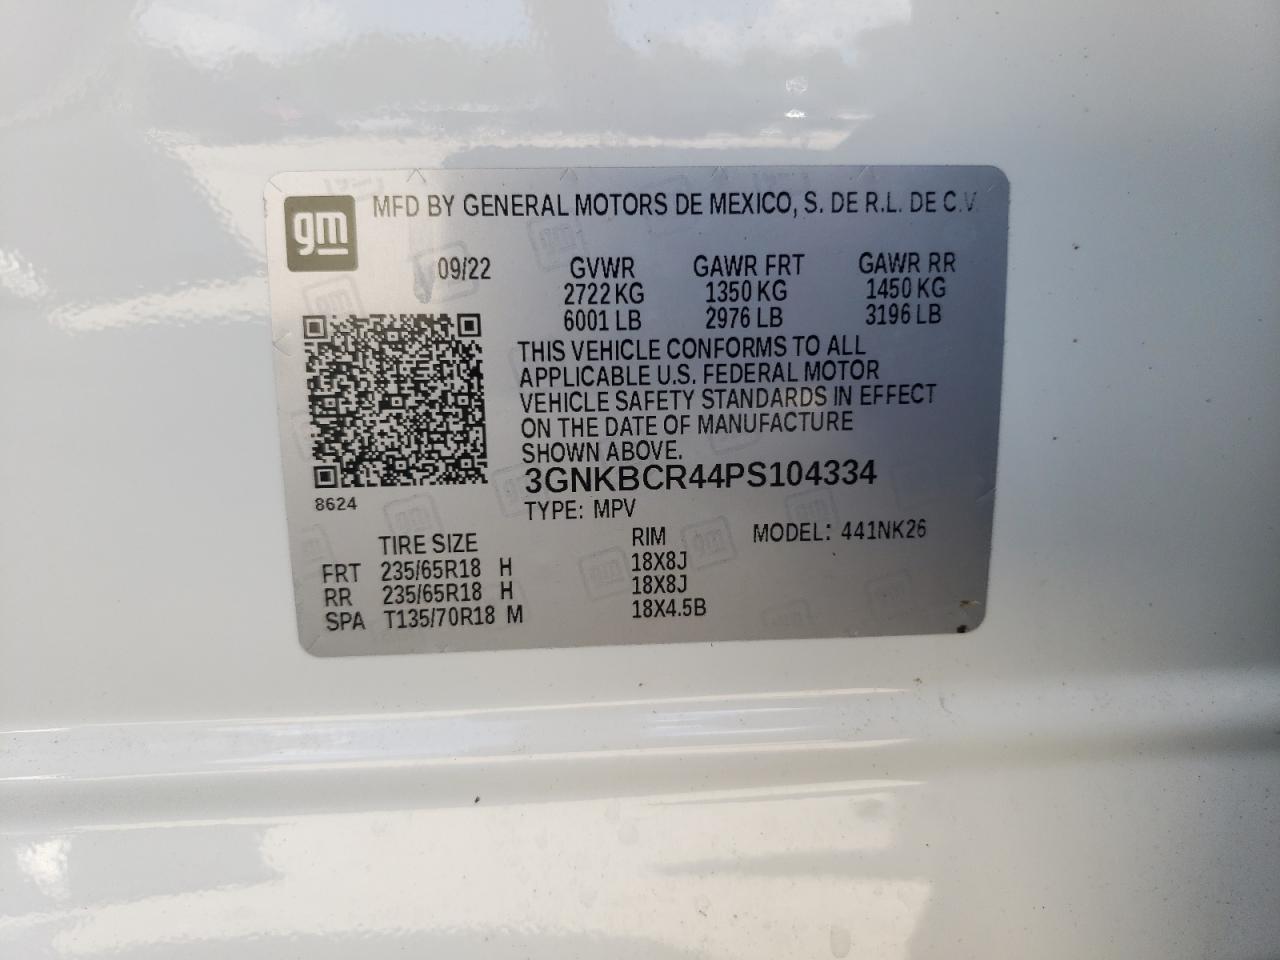 gm
MFD BY GENERAL MOTORS DE MEXICO, S. DE R.L. DE C.V.
09/22 GVWR GAWR FRT GAWR RR
2722 KG 1350 KG 1450 KG
6001 LB 2976 LB 3196 LB
THIS VEHICLE CONFORMS TO ALL
APPLICABLE U.S. FEDERAL MOTOR
VEHICLE SAFETY STANDARDS IN EFFECT
ON THE DATE OF MANUFACTURE
SHOWN ABOVE.
3GNKBCR44PS104334
8624
TYPE: MPV
TIRE SIZE RIM MODEL: 441NK26
FRT 235/65R18 H 18X8J
RR 235/65R18 H 18X8J
SPA T135/70R18 M 18X4.5B